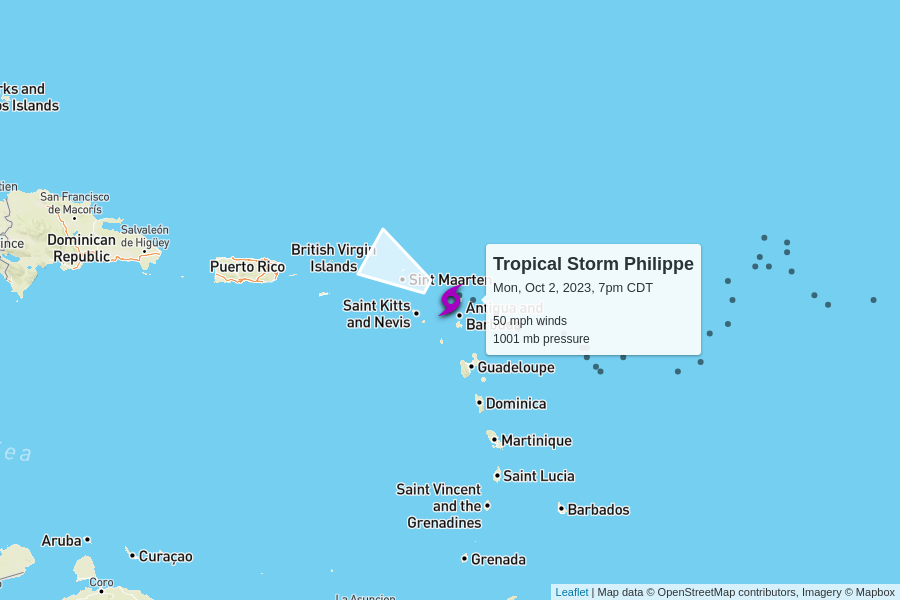 rks and
os Islands
tien
San Francisco
de Macorís
ince
Dominican
Republic
Salvaleón
de Higüey
Puerto Rico
British Virgin
Islands
Sint Maarten
Saint Kitts
and Nevis
Antigua and
Barbuda
Tropical Storm Philippe
Mon, Oct 2, 2023, 7pm CDT
50 mph winds
1001 mb pressure
Guadeloupe
Dominica
Martinique
ea
Saint Lucia
Saint Vincent
and the
Grenadines
Barbados
Aruba
Curaçao
Grenada
Coro
La Asuncion
Leaflet | Map data © OpenStreetMap contributors, Imagery © Mapbox